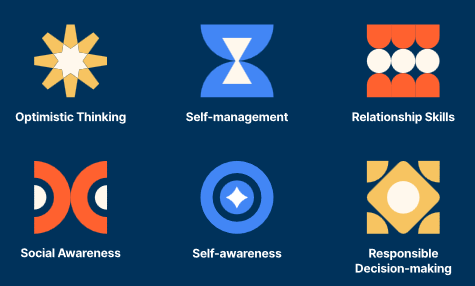 Optimistic Thinking
Self-management
Relationship Skills
Social Awareness
Self-awareness
Responsible
Decision-making